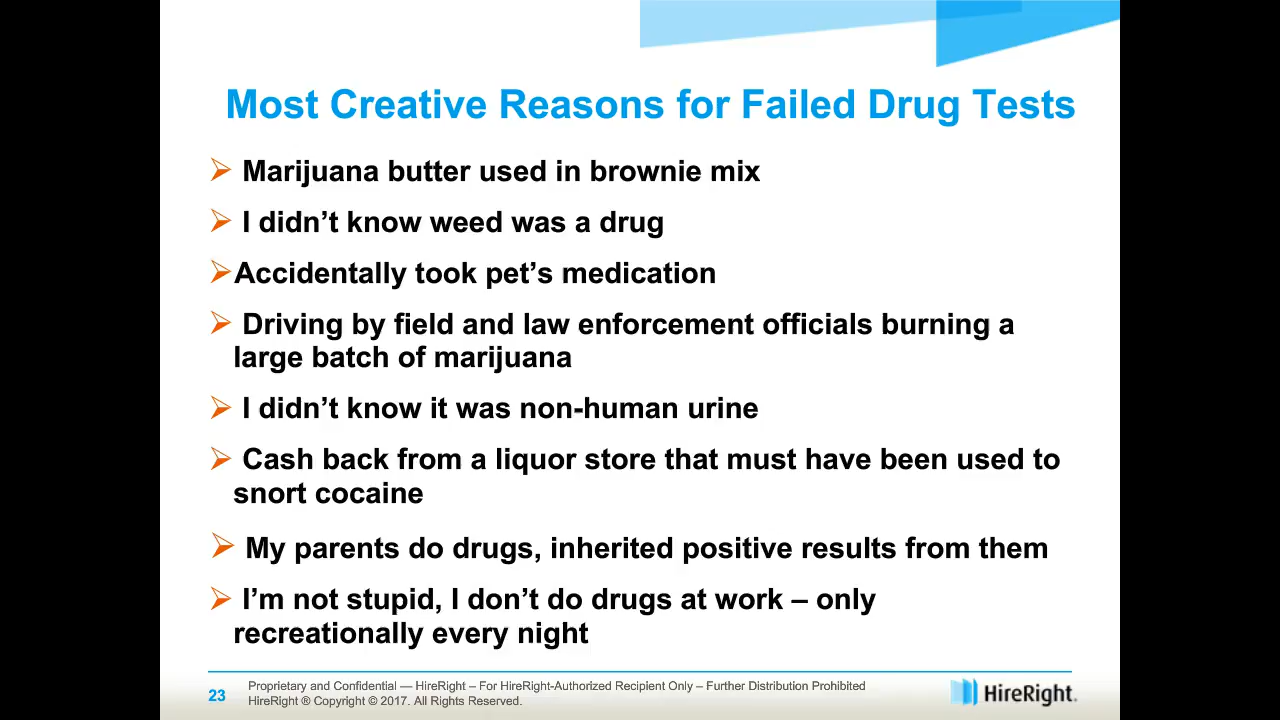 Most Creative Reasons for Failed Drug Tests
➢ Marijuana butter used in brownie mix
➢ I didn’t know weed was a drug
➢Accidentally took pet’s medication
➢ Driving by field and law enforcement officials burning a
large batch of marijuana
➢ I didn’t know it was non-human urine
➢ Cash back from a liquor store that must have been used to
snort cocaine
➢ My parents do drugs, inherited positive results from them
➢ I’m not stupid, I don’t do drugs at work – only
recreationally every night
23
Proprietary and Confidential — HireRight – For HireRight-Authorized Recipient Only – Further Distribution Prohibited
HireRight ® Copyright © 2017. All Rights Reserved.
HireRight.